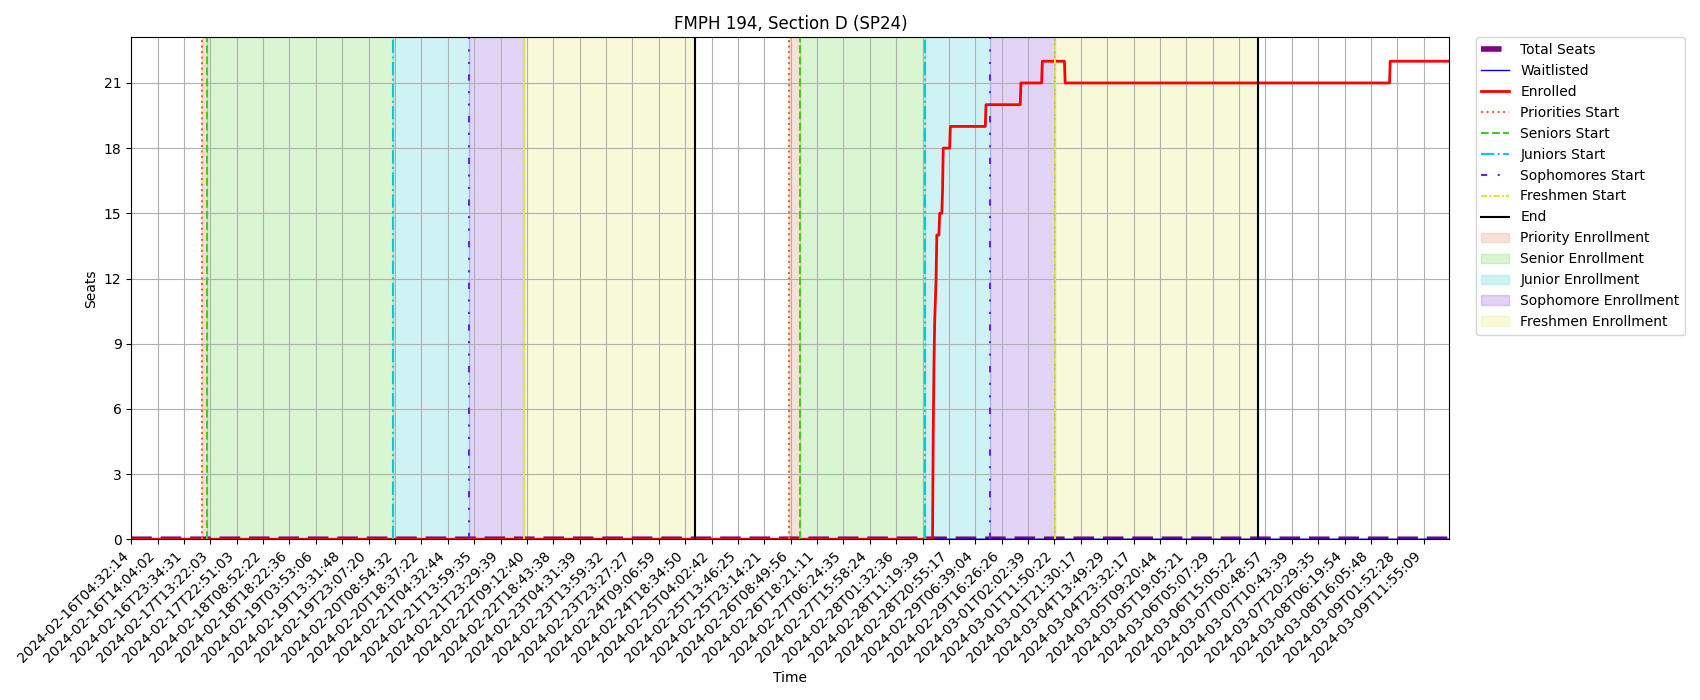 FMPH 194, Section D (SP24)
Seats
21
18
15
12
9
6
3
0
2024-02-16T04:32:14
2024-02-16T14:04:02
2024-02-16T23:34:31
2024-02-17T13:22:03
2024-02-17T22:51:03
2024-02-18T08:52:22
2024-02-18T18:22:36
2024-02-19T03:53:06
2024-02-19T13:31:48
2024-02-19T23:07:20
2024-02-20T08:54:32
2024-02-20T18:37:22
2024-02-21T04:32:44
2024-02-21T13:59:35
2024-02-21T23:29:39
2024-02-22T09:12:40
2024-02-22T18:43:38
2024-02-23T04:31:39
2024-02-23T13:59:32
2024-02-23T23:27:27
2024-02-24T09:06:59
2024-02-24T18:34:50
2024-02-25T04:02:42
2024-02-25T13:46:25
2024-02-25T23:14:21
2024-02-26T08:49:56
2024-02-26T18:21:11
2024-02-27T06:24:35
2024-02-27T15:58:24
2024-02-28T01:32:36
2024-02-28T11:19:39
2024-02-28T20:55:17
2024-02-29T06:39:04
2024-02-29T16:26:26
2024-03-01T02:02:39
2024-03-01T11:50:22
2024-03-01T21:30:17
2024-03-04T13:49:29
2024-03-04T23:32:17
2024-03-05T09:20:44
2024-03-05T19:05:21
2024-03-06T05:07:29
2024-03-06T15:05:22
2024-03-07T00:48:57
2024-03-07T10:43:39
2024-03-07T20:29:35
2024-03-08T06:19:54
2024-03-08T16:05:48
2024-03-09T01:52:28
2024-03-09T11:55:09
Time
Total Seats
Waitlisted
Enrolled
Priorities Start
Seniors Start
Juniors Start
Sophomores Start
Freshmen Start
End
Priority Enrollment
Senior Enrollment
Junior Enrollment
Sophomore Enrollment
Freshmen Enrollment